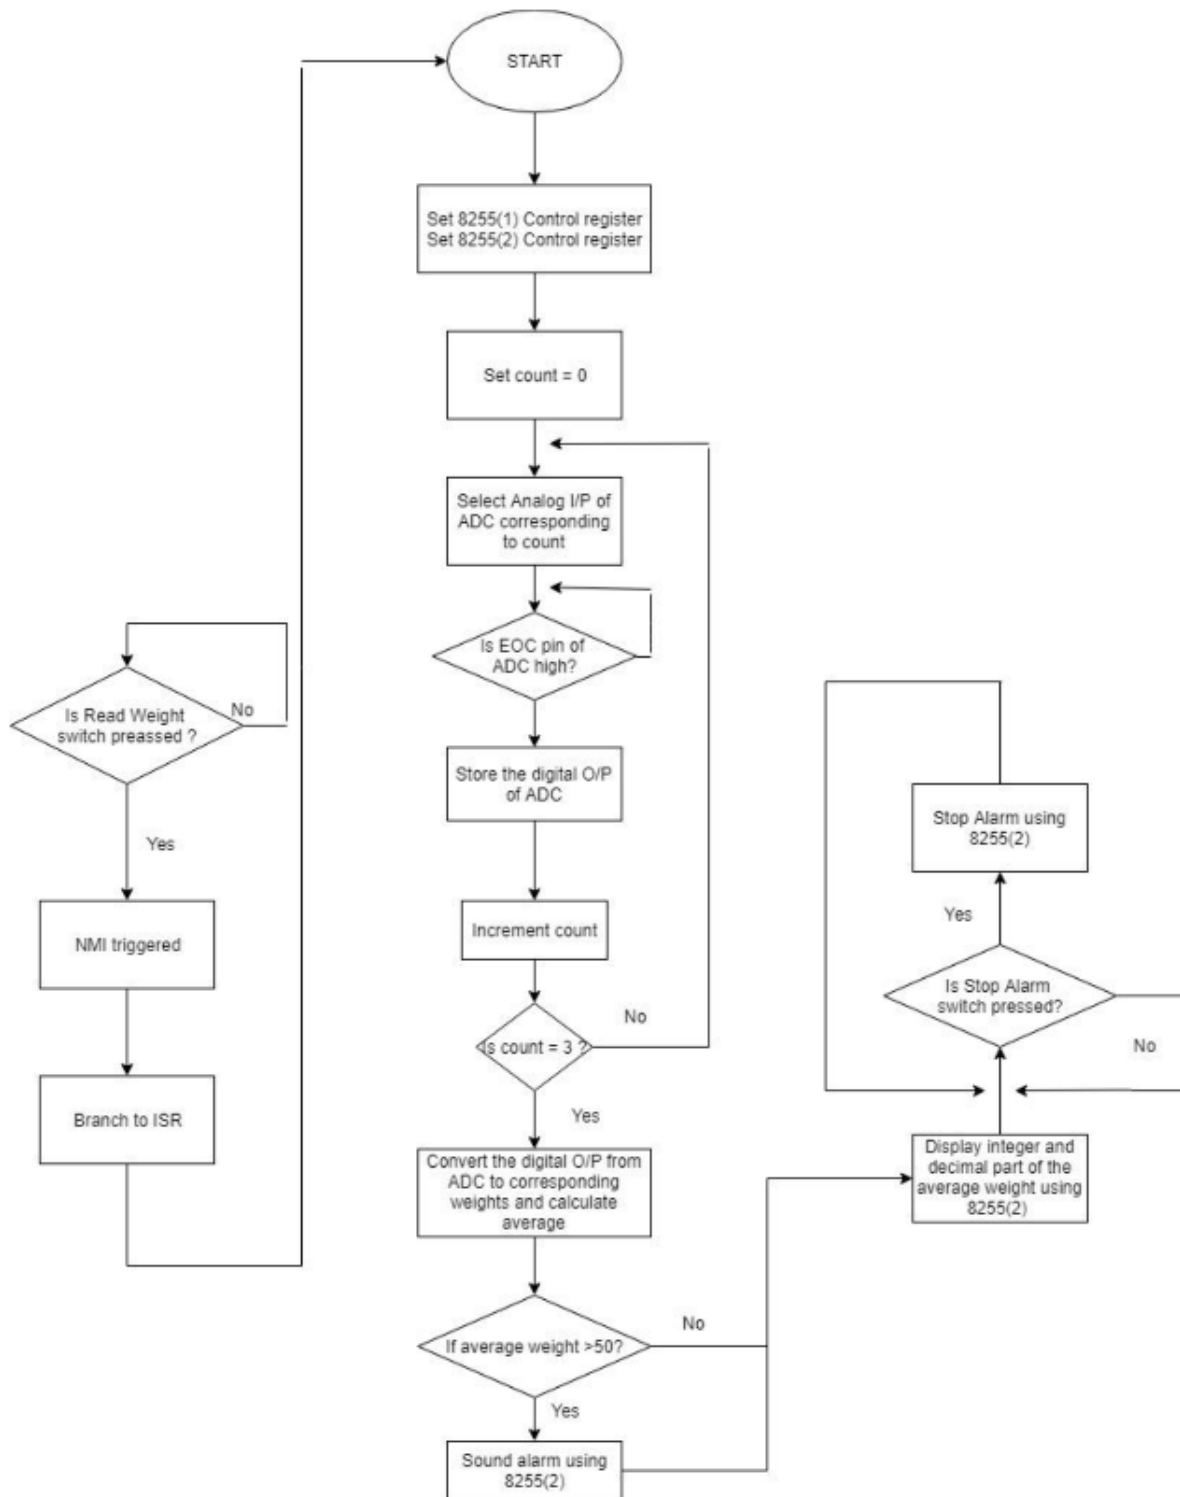 START
Set 8255(1) Control register
Set 8255(2) Control register
Set count = 0
Select Analog I/P of
ADC corresponding
to count
Is EOC pin of
ADC high?
Store the digital O/P
of ADC
Increment count
Is count = 3 ?
No
Yes
Convert the digital O/P from
ADC to corresponding
weights and calculate
average
If average weight >50?
No
Yes
Sound alarm using
8255(2)
Is Read Weight
switch preassed ?
No
Yes
NMI triggered
Branch to ISR
Stop Alarm using
8255(2)
Yes
Is Stop Alarm
switch pressed?
No
Display integer and
decimal part of the
average weight using
8255(2)